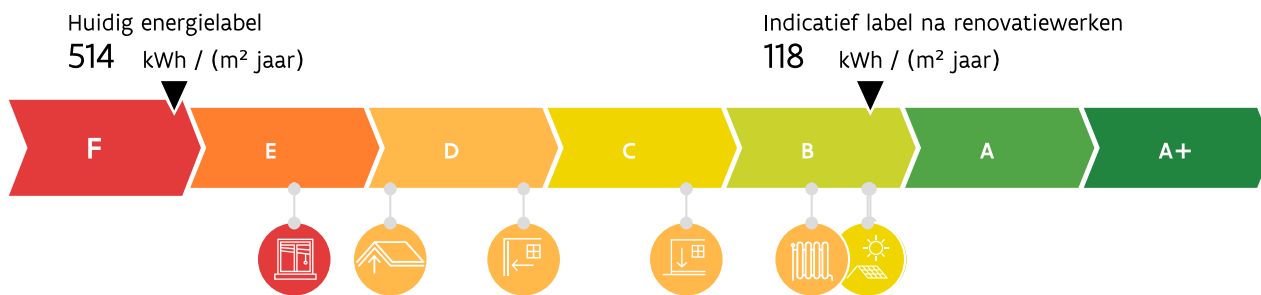 Huidig energielabel
514 kWh / (m² jaar)
Indicatief label na renovatiewerken
118 kWh / (m² jaar)
F E D C B A A+